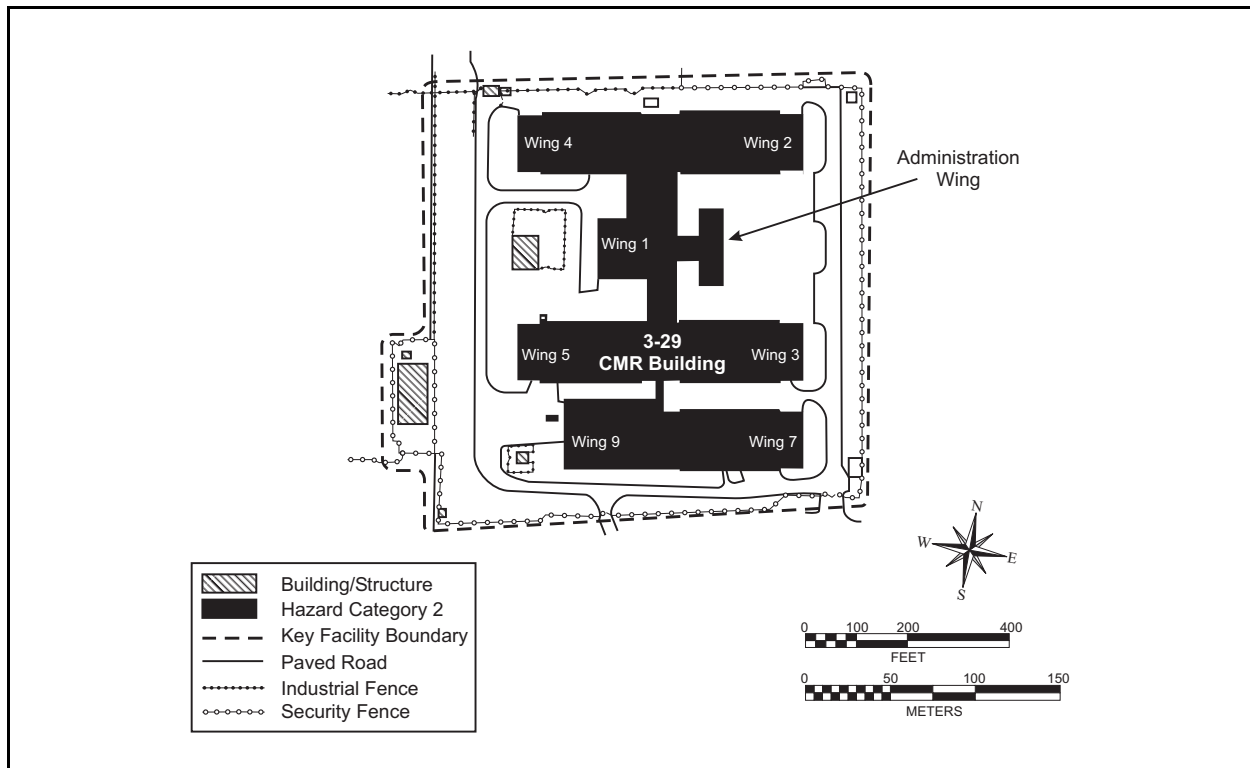 Wing 4
Wing 2
Administration
Wing
Wing 1
3-29
CMR Building
Wing 5
Wing 3
Wing 9
Wing 7
N
W
E
S
Building/Structure
Hazard Category 2
Key Facility Boundary
Paved Road
Industrial Fence
Security Fence
0 100 200 400
FEET
0 50 100 150
METERS